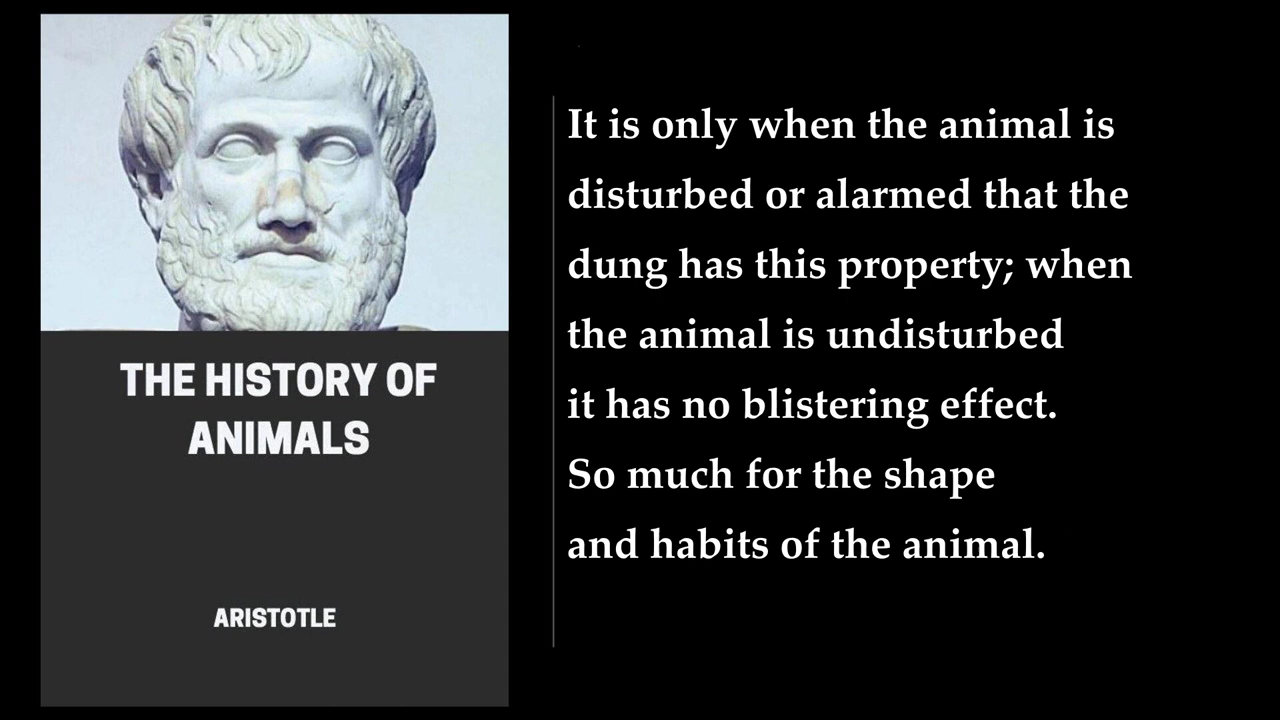 THE HISTORY OF
ANIMALS
ARISTOTLE
It is only when the animal is
disturbed or alarmed that the
dung has this property; when
the animal is undisturbed
it has no blistering effect.
So much for the shape
and habits of the animal.